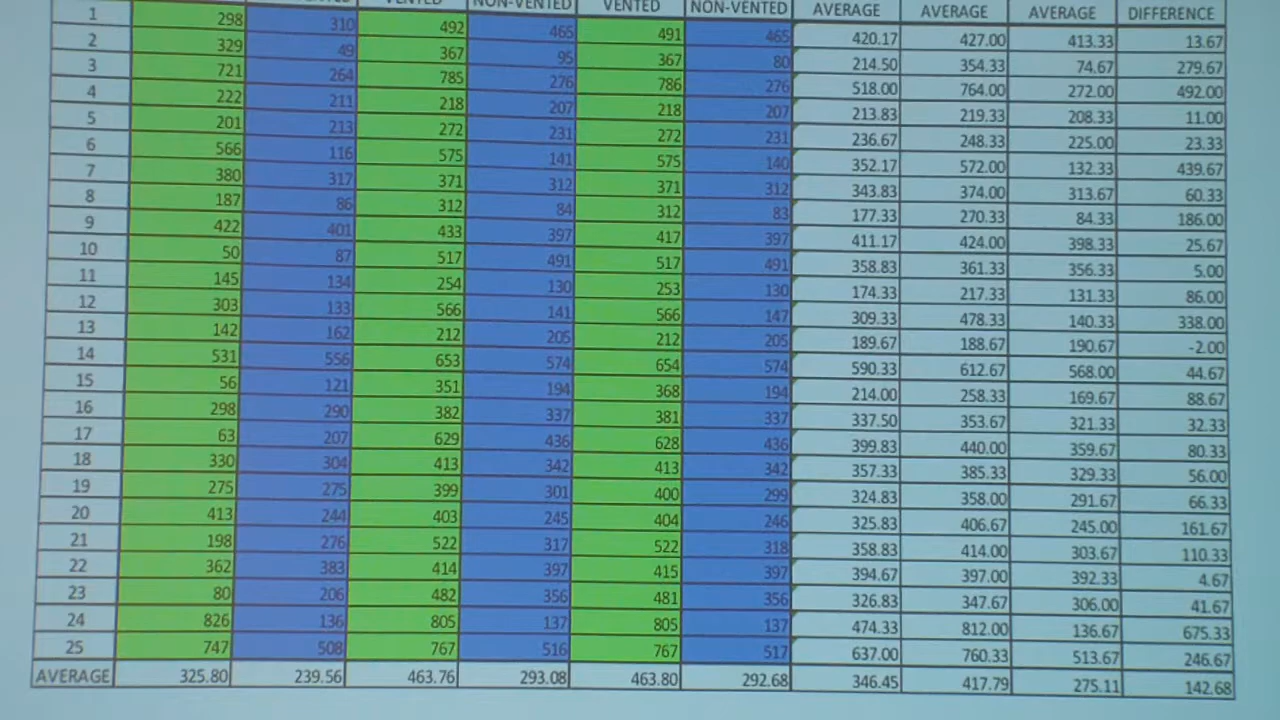 VENTED NON-VENTED VENTED NON-VENTED AVERAGE AVERAGE AVERAGE DIFFERENCE
1 298 310 492 465 491 465 420.17 427.00 413.33 13.67
2 329 49 367 95 367 80 214.50 354.33 74.67 279.67
3 721 264 785 276 786 276 518.00 764.00 272.00 492.00
4 222 211 218 207 218 207 213.83 219.33 208.33 11.00
5 201 213 272 231 272 231 236.67 248.33 225.00 23.33
6 566 116 575 141 575 140 352.17 572.00 132.33 439.67
7 380 317 371 312 371 312 343.83 374.00 313.67 60.33
8 187 86 312 84 312 83 177.33 270.33 84.33 186.00
9 422 401 433 397 417 397 411.17 424.00 398.33 25.67
10 50 87 517 491 517 491 358.83 361.33 356.33 5.00
11 145 134 254 130 253 130 174.33 217.33 131.33 86.00
12 303 133 566 141 566 147 309.33 478.33 140.33 338.00
13 142 162 212 205 212 205 189.67 188.67 190.67 -2.00
14 531 556 653 574 654 574 590.33 612.67 568.00 44.67
15 56 121 351 194 368 194 214.00 258.33 169.67 88.67
16 298 290 382 337 381 337 337.50 353.67 321.33 32.33
17 63 207 629 436 628 436 399.83 440.00 359.67 80.33
18 330 304 413 342 413 342 357.33 385.33 329.33 56.00
19 275 275 399 301 400 299 324.83 358.00 291.67 66.33
20 413 244 403 245 404 246 325.83 406.67 245.00 161.67
21 198 276 522 317 522 318 358.83 414.00 303.67 110.33
22 362 383 414 397 415 397 394.67 397.00 392.33 4.67
23 80 206 482 356 481 356 326.83 347.67 306.00 41.67
24 826 136 805 137 805 137 474.33 812.00 136.67 675.33
25 747 508 767 516 767 517 637.00 760.33 513.67 246.67
AVERAGE 325.80 239.56 463.76 293.08 463.80 292.68 346.45 417.79 275.11 142.68